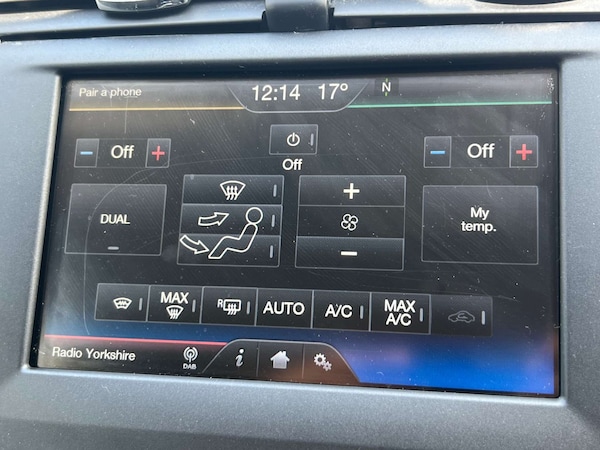 Pair a phone
12:14 17° N
− Off +
Off
− Off +
DUAL
+
−
My
temp.
MAX
R
AUTO
A/C
MAX
A/C
Radio Yorkshire
DAB
i